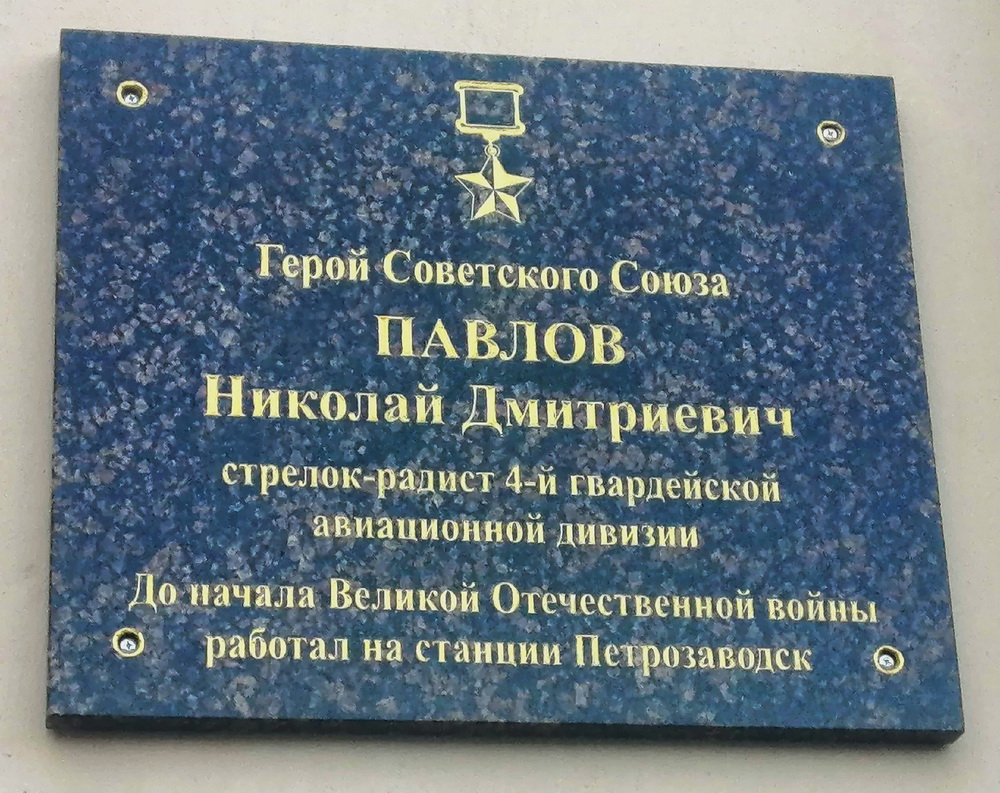 Герой Советского Союза
ПАВЛОВ
Николай Дмитриевич
стрелок-радист 4-й гвардейской
авиационной дивизии
До начала Великой Отечественной войны
работал на станции Петрозаводск